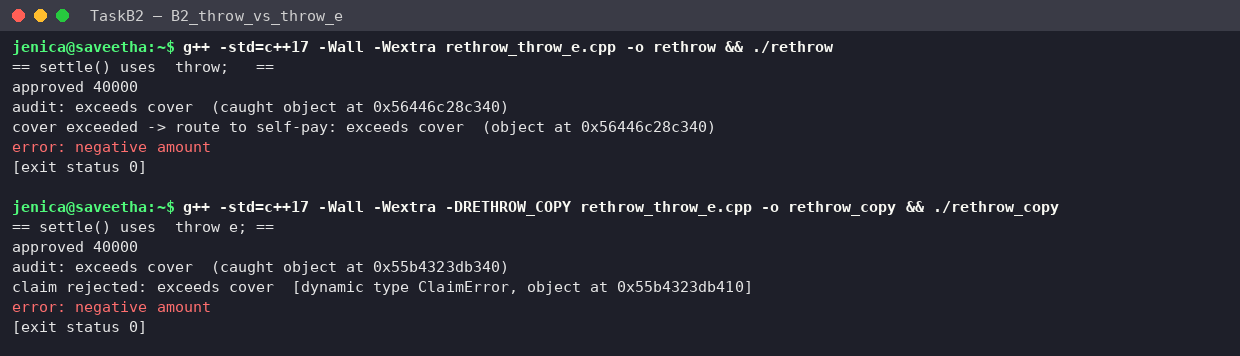 TaskB2 — B2_throw_vs_throw_e
jenica@saveetha:~$ g++ -std=c++17 -Wall -Wextra rethrow_throw_e.cpp -o rethrow && ./rethrow
== settle() uses  throw;   ==
approved 40000
audit: exceeds cover  (caught object at 0x56446c28c340)
cover exceeded -> route to self-pay: exceeds cover  (object at 0x56446c28c340)
error: negative amount
[exit status 0]
jenica@saveetha:~$ g++ -std=c++17 -Wall -Wextra -DRETHROW_COPY rethrow_throw_e.cpp -o rethrow_copy && ./rethrow_copy
== settle() uses  throw e; ==
approved 40000
audit: exceeds cover  (caught object at 0x55b4323db340)
claim rejected: exceeds cover  [dynamic type ClaimError, object at 0x55b4323db410]
error: negative amount
[exit status 0]